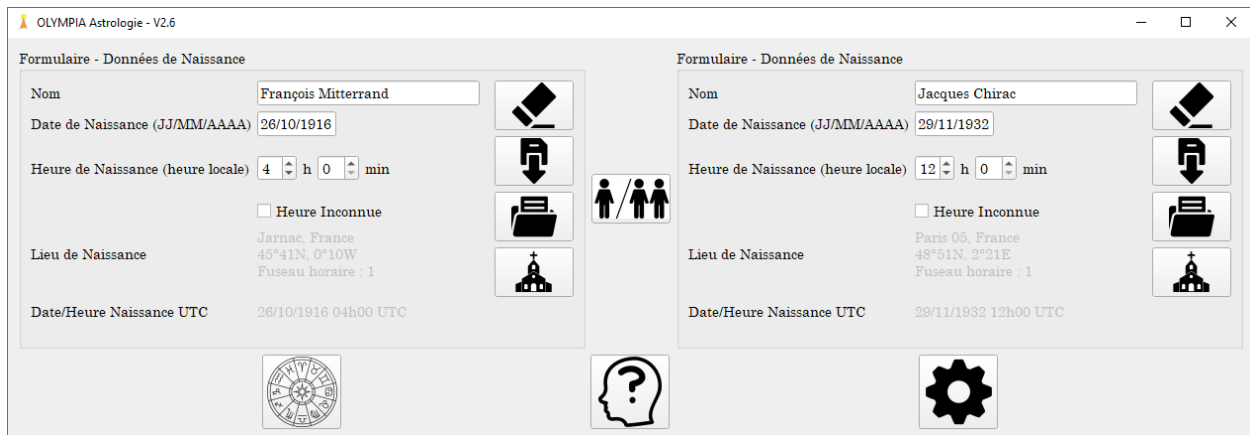 OLYMPIA Astrologie - V2.6
Formulaire - Données de Naissance
Nom François Mitterrand
Date de Naissance (JJ/MM/AAAA) 26/10/1916
Heure de Naissance (heure locale) 4 h 0 min
Heure Inconnue
Lieu de Naissance
Jarnac, France
45°41N, 0°10W
Fuseau horaire : 1
Date/Heure Naissance UTC 26/10/1916 04h00 UTC
Formulaire - Données de Naissance
Nom Jacques Chirac
Date de Naissance (JJ/MM/AAAA) 29/11/1932
Heure de Naissance (heure locale) 12 h 0 min
Heure Inconnue
Lieu de Naissance
Paris 05, France
48°51N, 2°21E
Fuseau horaire : 1
Date/Heure Naissance UTC 29/11/1932 12h00 UTC
?